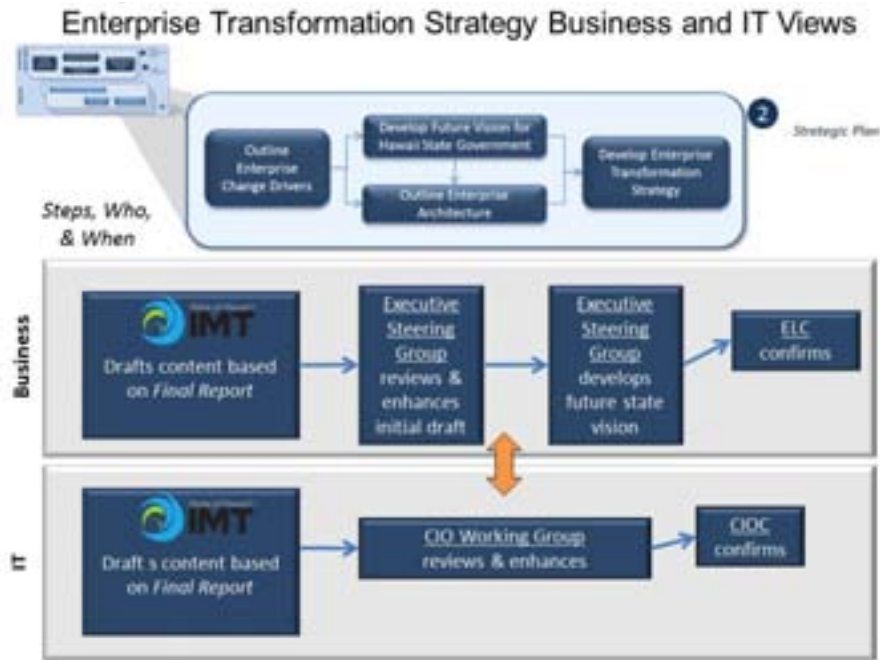 Enterprise Transformation Strategy Business and IT Views
2
Strategic Plan
Outline
Enterprise
Change Drivers
Develop Future Vision for
Hawaii State Government
Outline Enterprise
Architecture
Develop Enterprise
Transformation
Strategy
Steps, Who,
& When
Business
IMT
Drafts content based
on Final Report
Executive
Steering
Group
reviews &
enhances
initial draft
Executive
Steering
Group
develops
future state
vision
ELC
confirms
IT
IMT
Draft s content based
on Final Report
CIO Working Group
reviews & enhances
CIOC
confirms